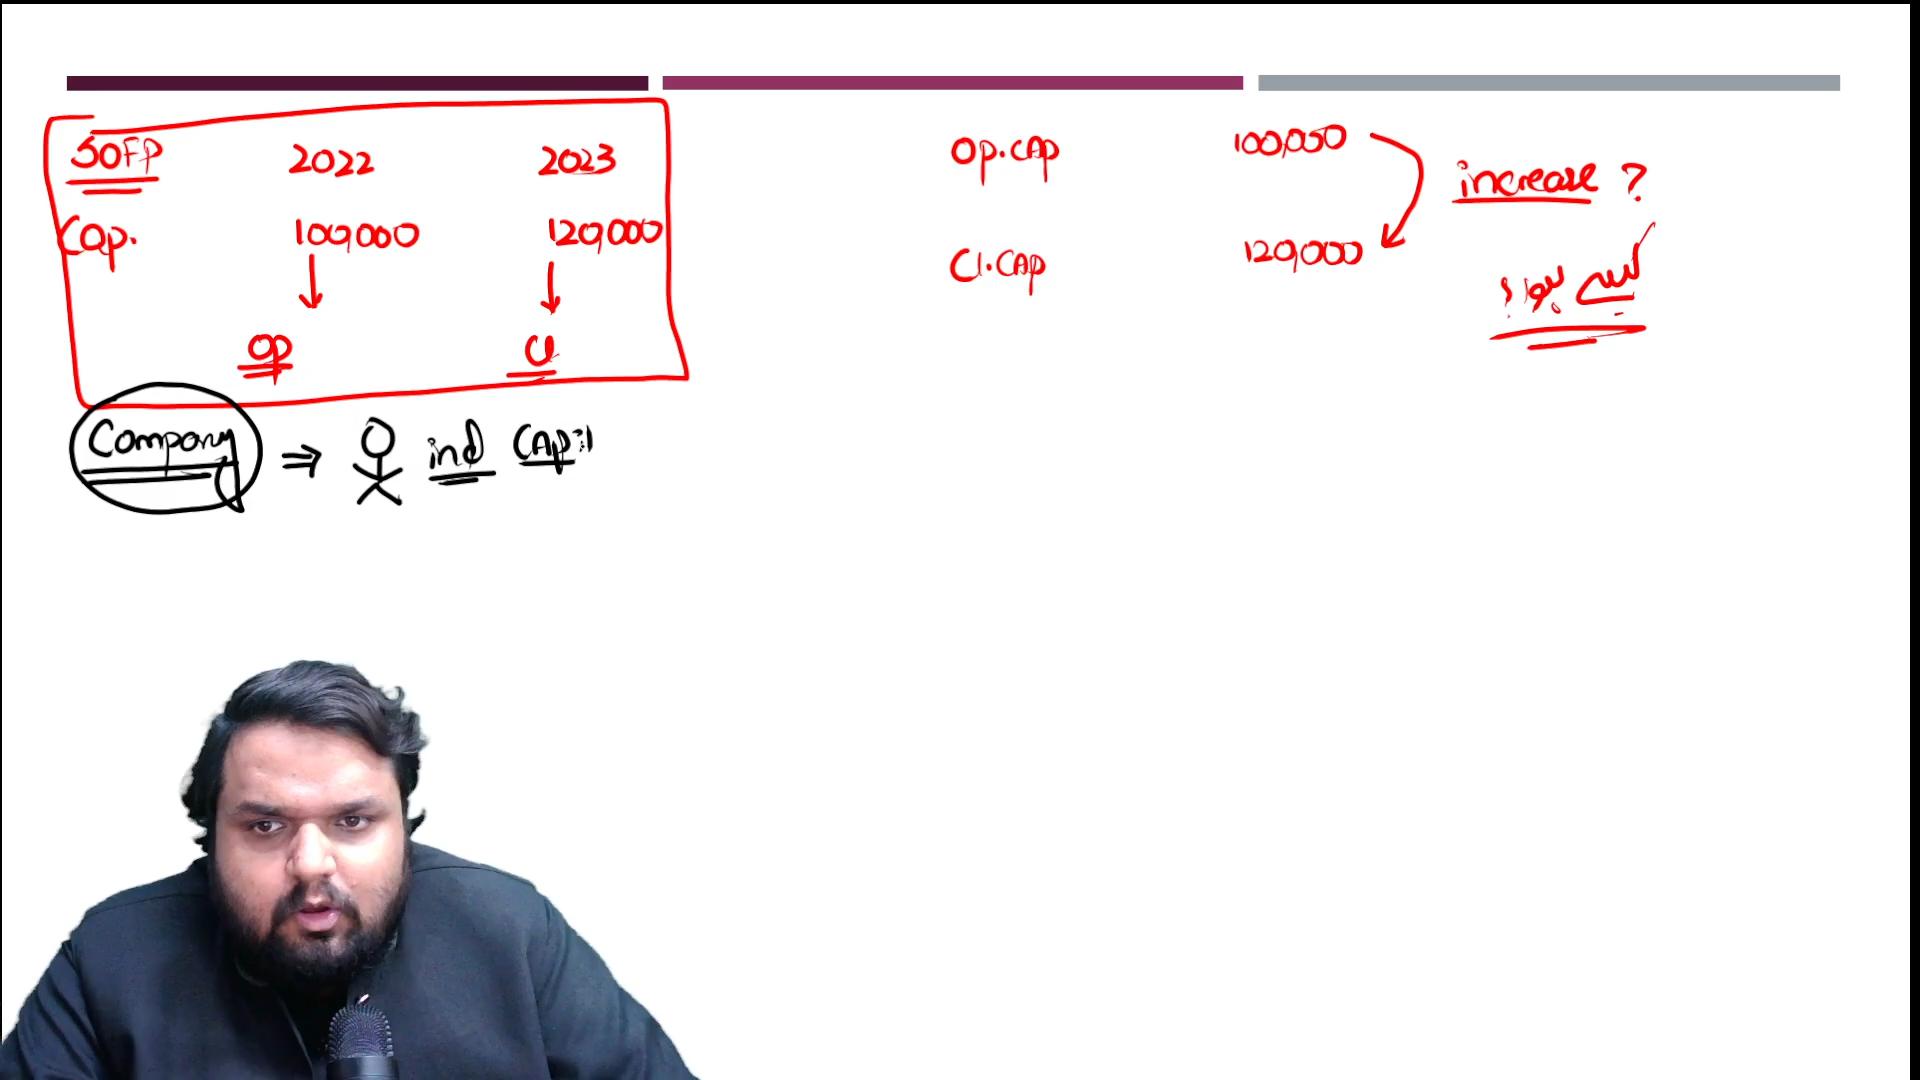 SOFP 2022 2023
Cap. 100,000 120,000
OP Cl
Company ⇒ ind CAP:
Op.CAP 100,000
Cl.CAP 120,000
increase ?
کیسے ہوا؟